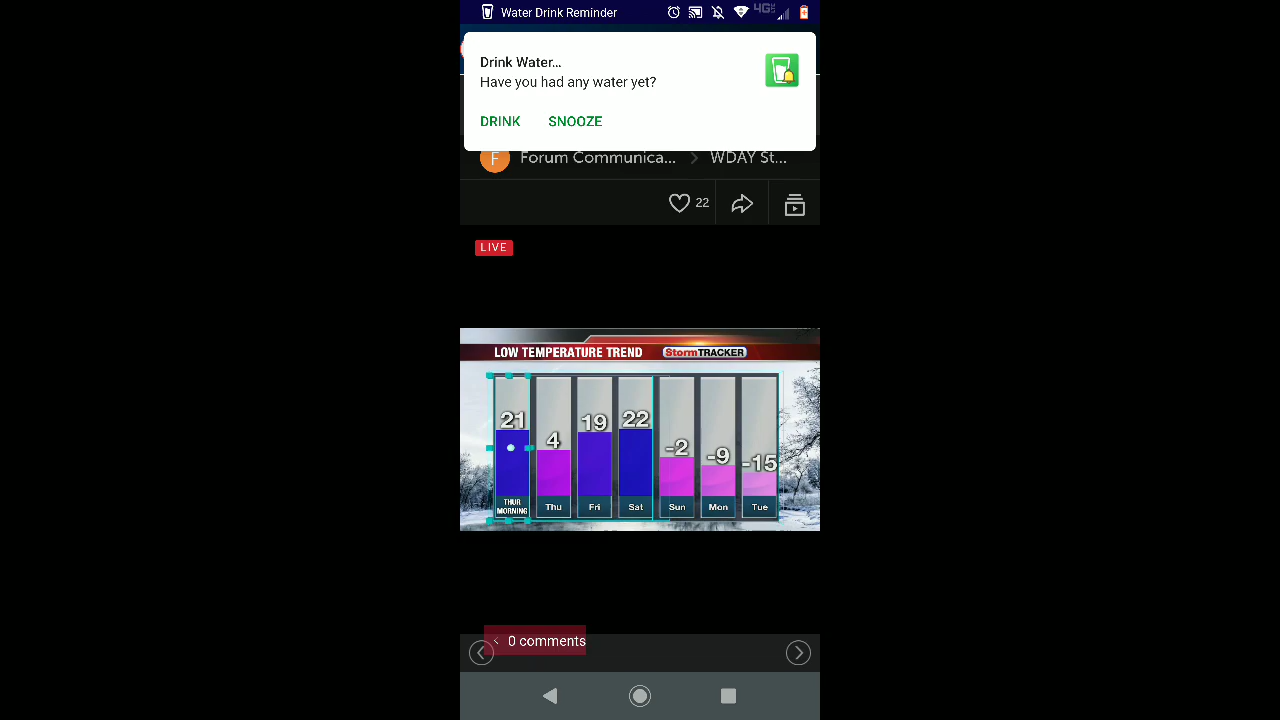 Water Drink Reminder
4G
Drink Water...
Have you had any water yet?
DRINK SNOOZE
F Forum Communica... > WDAY St...
22
LIVE
LOW TEMPERATURE TREND StormTRACKER
21 4 19 22 -2 -9 -15
THUR MORNING Thu Fri Sat Sun Mon Tue
0 comments